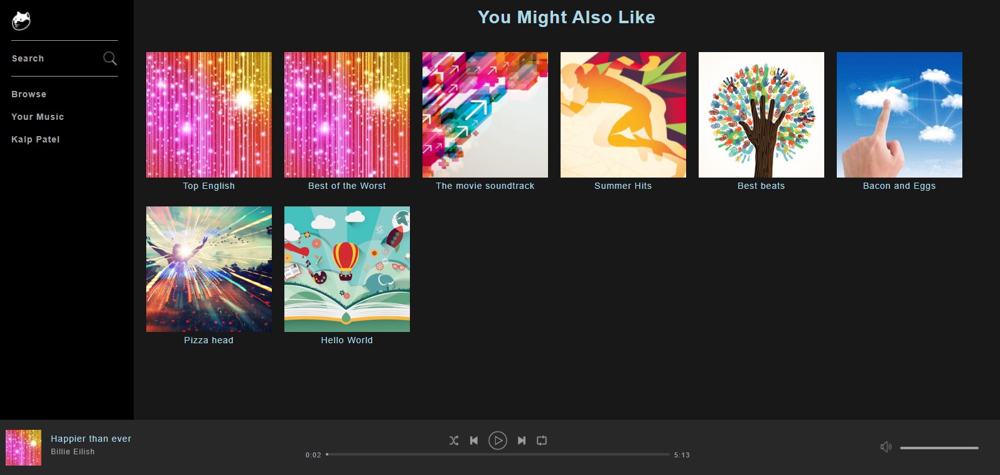 You Might Also Like
Search
Browse
Your Music
Kalp Patel
Top English
Best of the Worst
The movie soundtrack
Summer Hits
Best beats
Bacon and Eggs
Pizza head
Hello World
Happier than ever
Billie Eilish
0:02
5:13